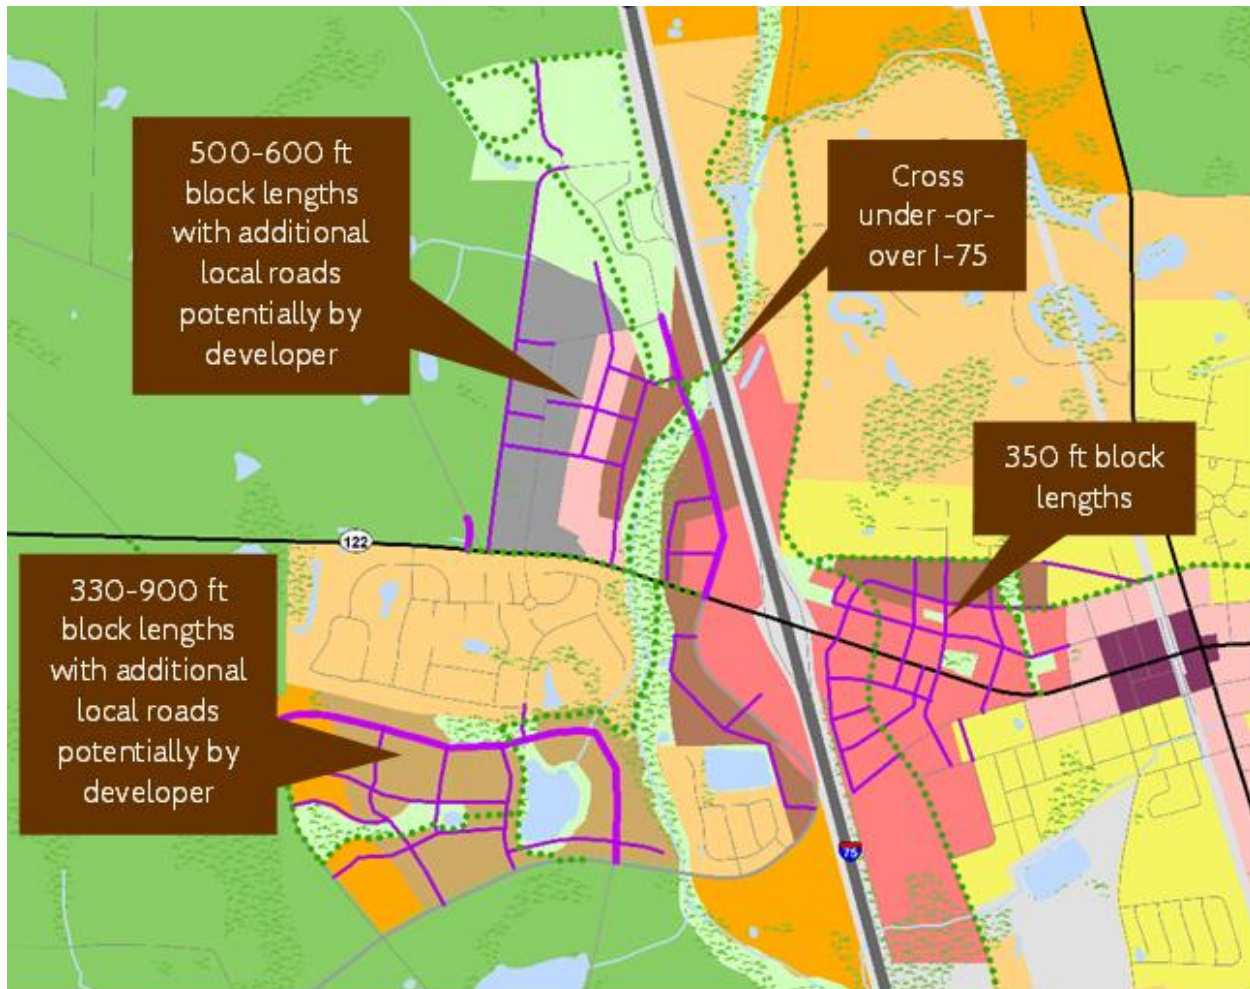 500-600 ft
block lengths
with additional
local roads
potentially by
developer
Cross
under -or-
over I-75
350 ft block
lengths
122
330-900 ft
block lengths
with additional
local roads
potentially by
developer
75